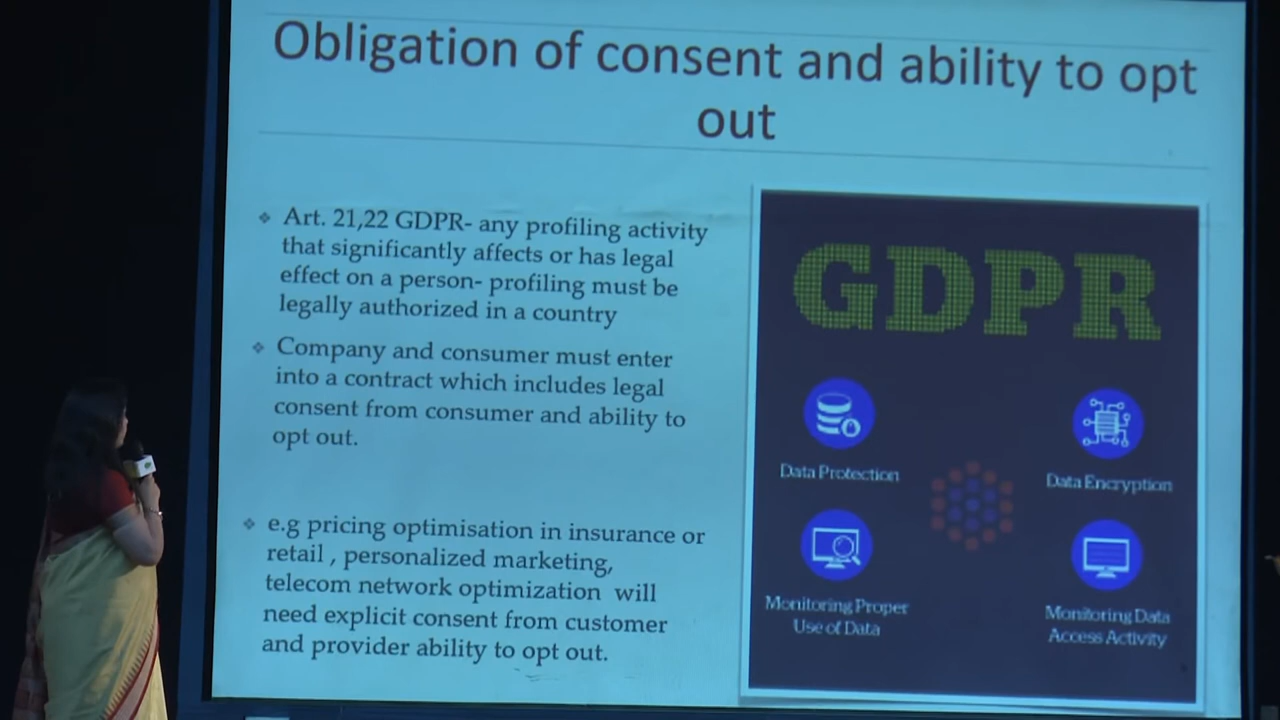 Obligation of consent and ability to opt
out
Art. 21,22 GDPR- any profiling activity
that significantly affects or has legal
effect on a person- profiling must be
legally authorized in a country
Company and consumer must enter
into a contract which includes legal
consent from consumer and ability to
opt out.
e.g pricing optimisation in insurance or
retail , personalized marketing,
telecom network optimization will
need explicit consent from customer
and provider ability to opt out.
GDPR
Data Protection
Data Encryption
Monitoring Proper
Use of Data
Monitoring Data
Access Activity